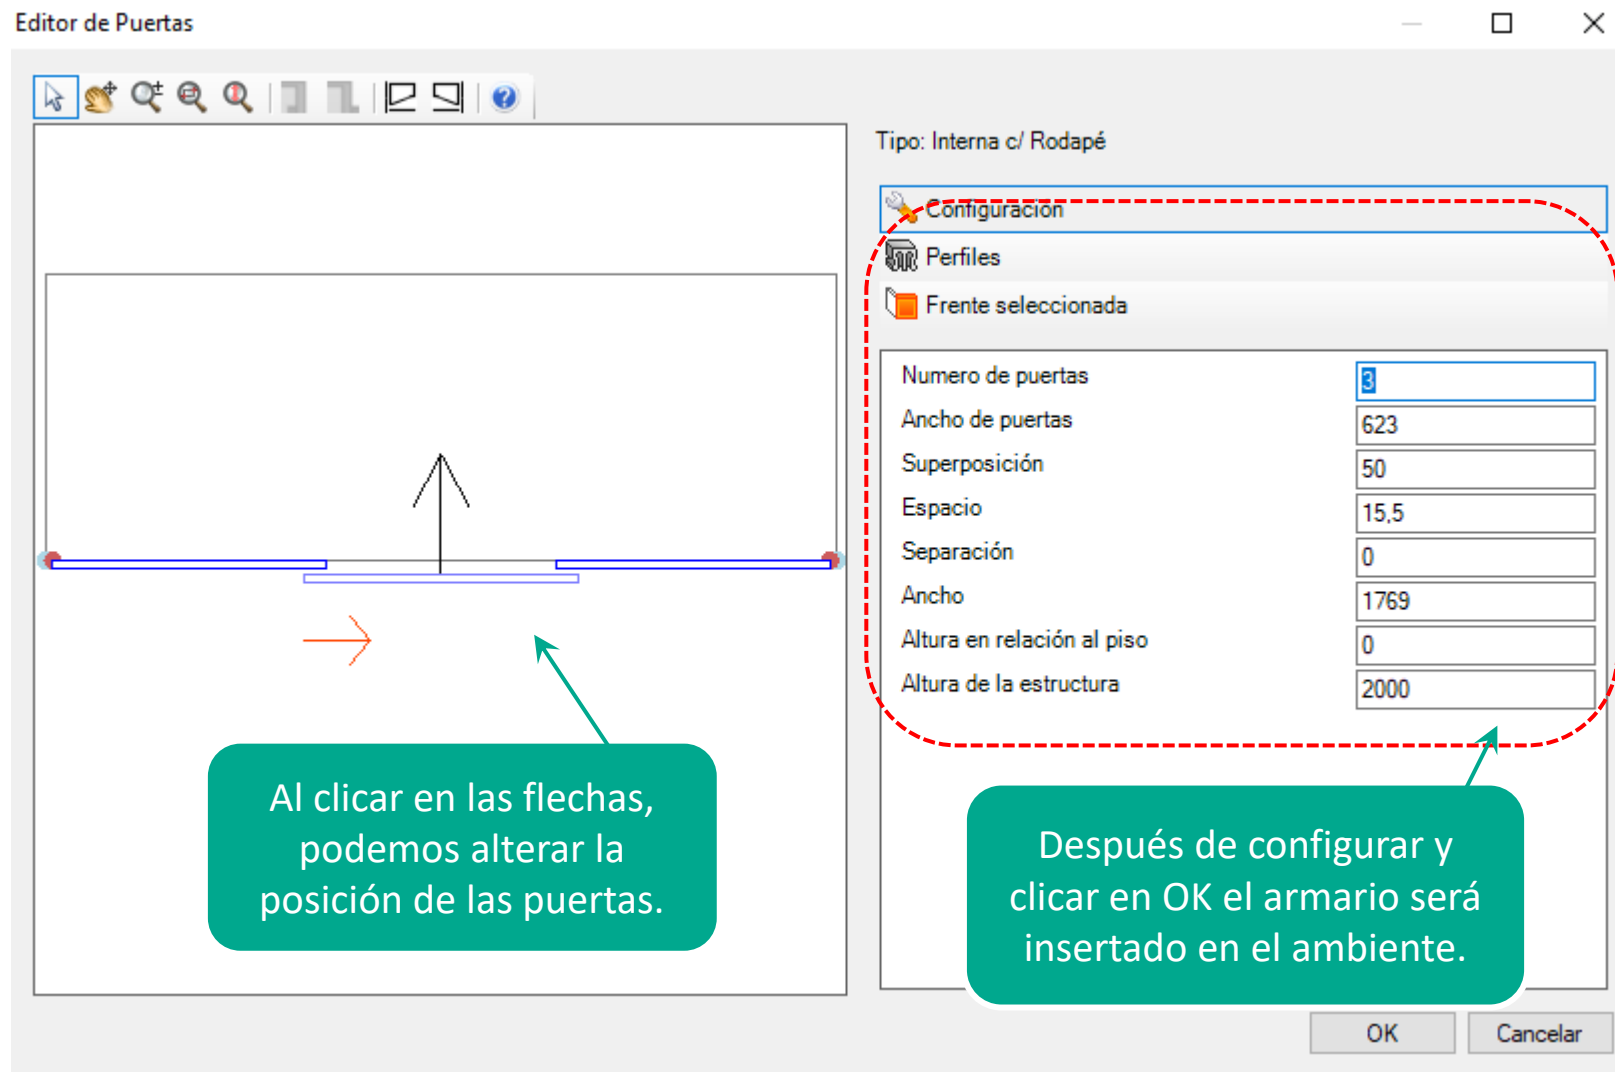 Editor de Puertas
Tipo: Interna c/ Rodapé
Configuración
Perfiles
Frente seleccionada
Numero de puertas 3
Ancho de puertas 623
Superposición 50
Espacio 15,5
Separación 0
Ancho 1769
Altura en relación al piso 0
Altura de la estructura 2000
Al clicar en las flechas,
podemos alterar la
posición de las puertas.
Después de configurar y
clicar en OK el armario será
insertado en el ambiente.
OK Cancelar